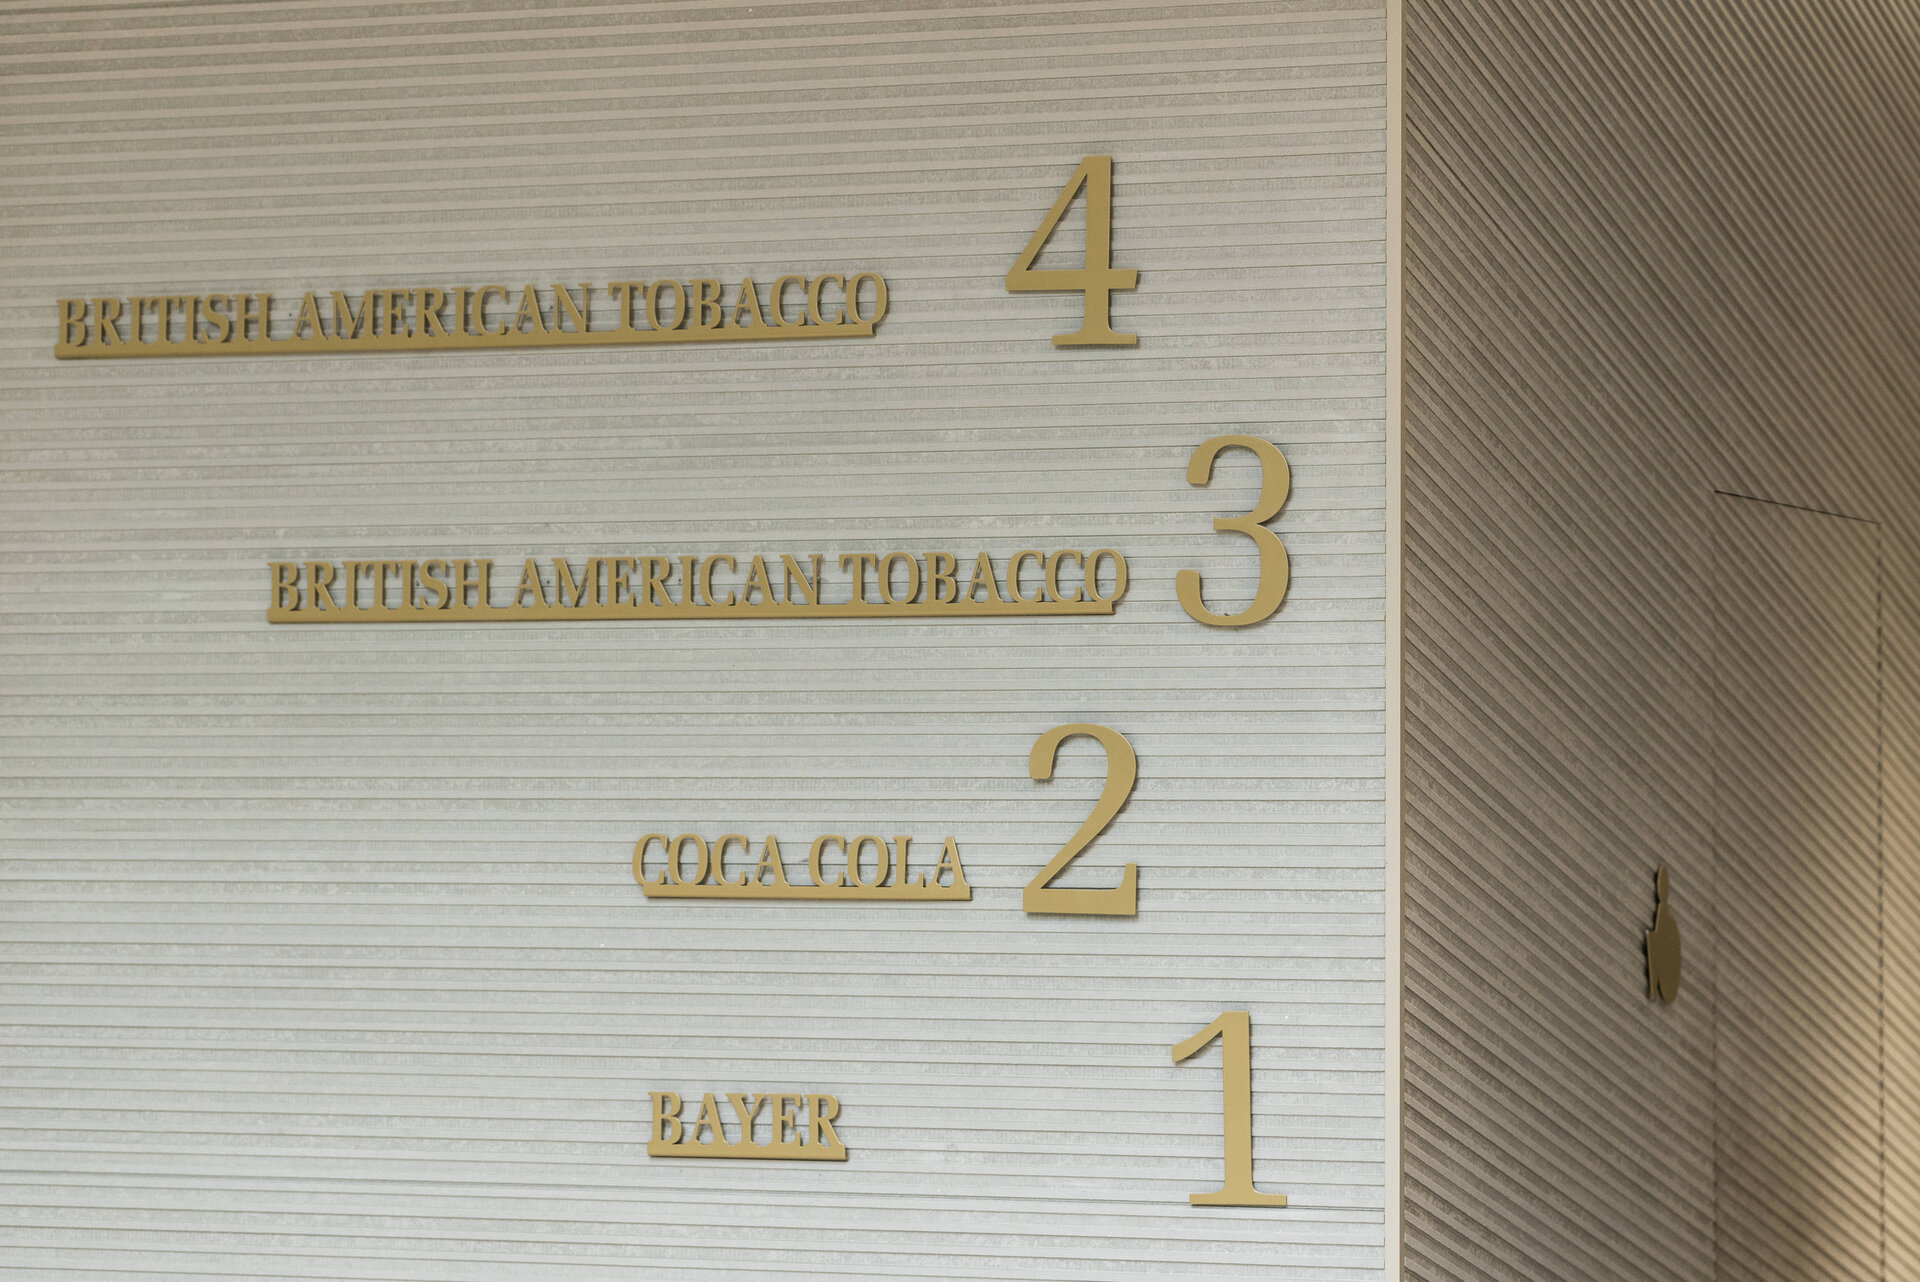 BRITISH AMERICAN TOBACCO 4
BRITISH AMERICAN TOBACCO 3
COCA COLA 2
BAYER 1